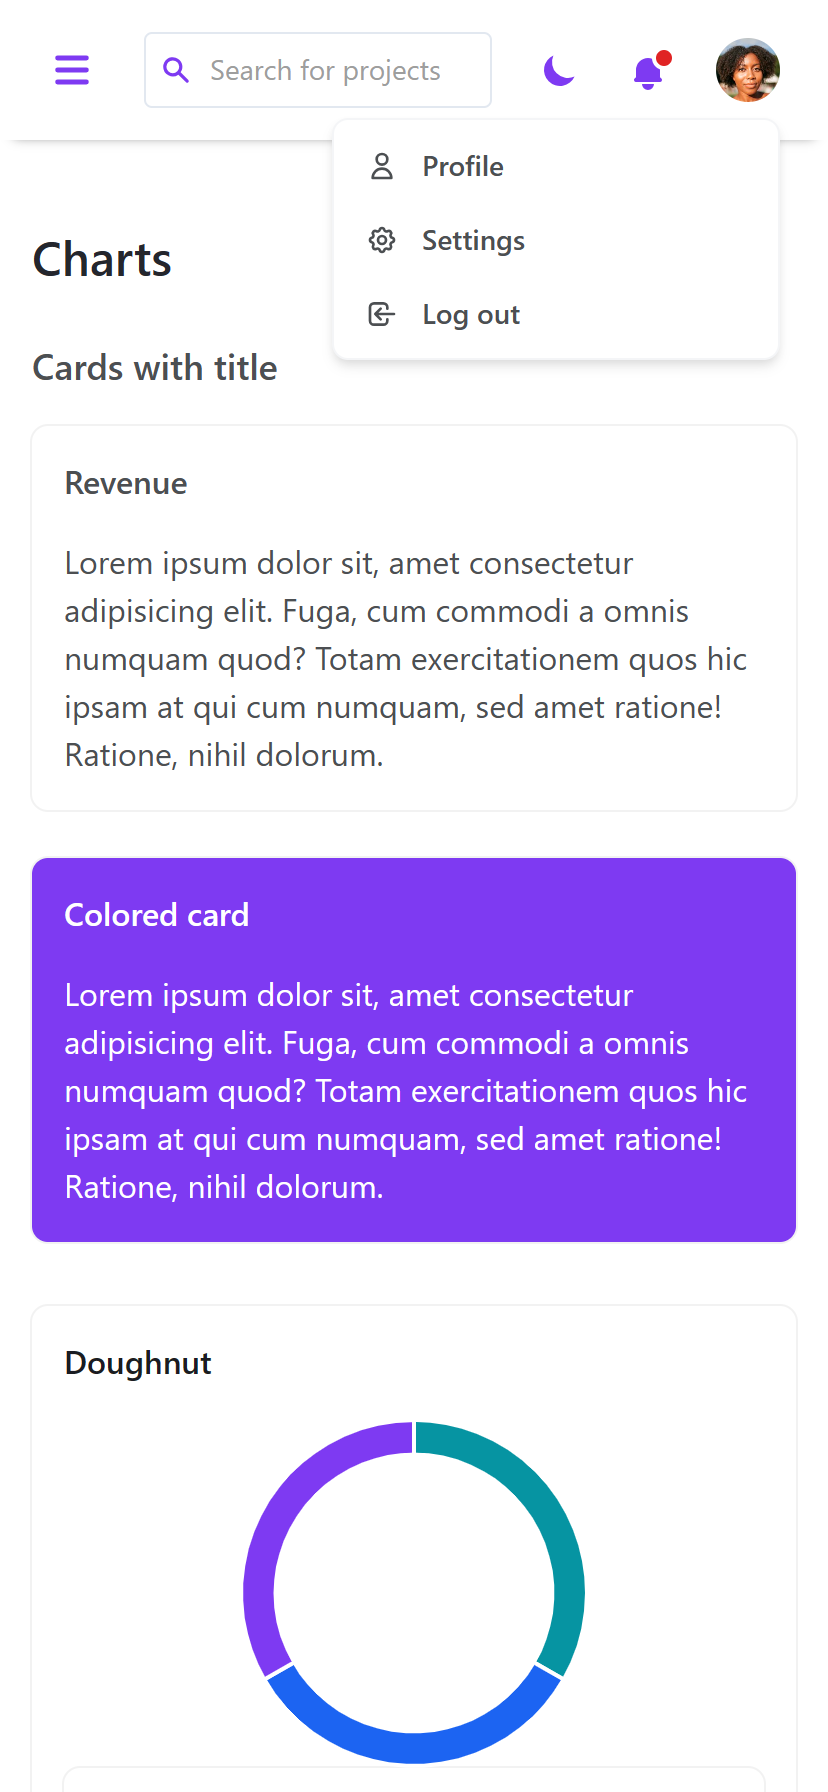 Search for projects
Profile
Settings
Log out
Charts
Cards with title
Revenue
Lorem ipsum dolor sit, amet consectetur
adipisicing elit. Fuga, cum commodi a omnis
numquam quod? Totam exercitationem quos hic
ipsam at qui cum numquam, sed amet ratione!
Ratione, nihil dolorum.
Colored card
Lorem ipsum dolor sit, amet consectetur
adipisicing elit. Fuga, cum commodi a omnis
numquam quod? Totam exercitationem quos hic
ipsam at qui cum numquam, sed amet ratione!
Ratione, nihil dolorum.
Doughnut